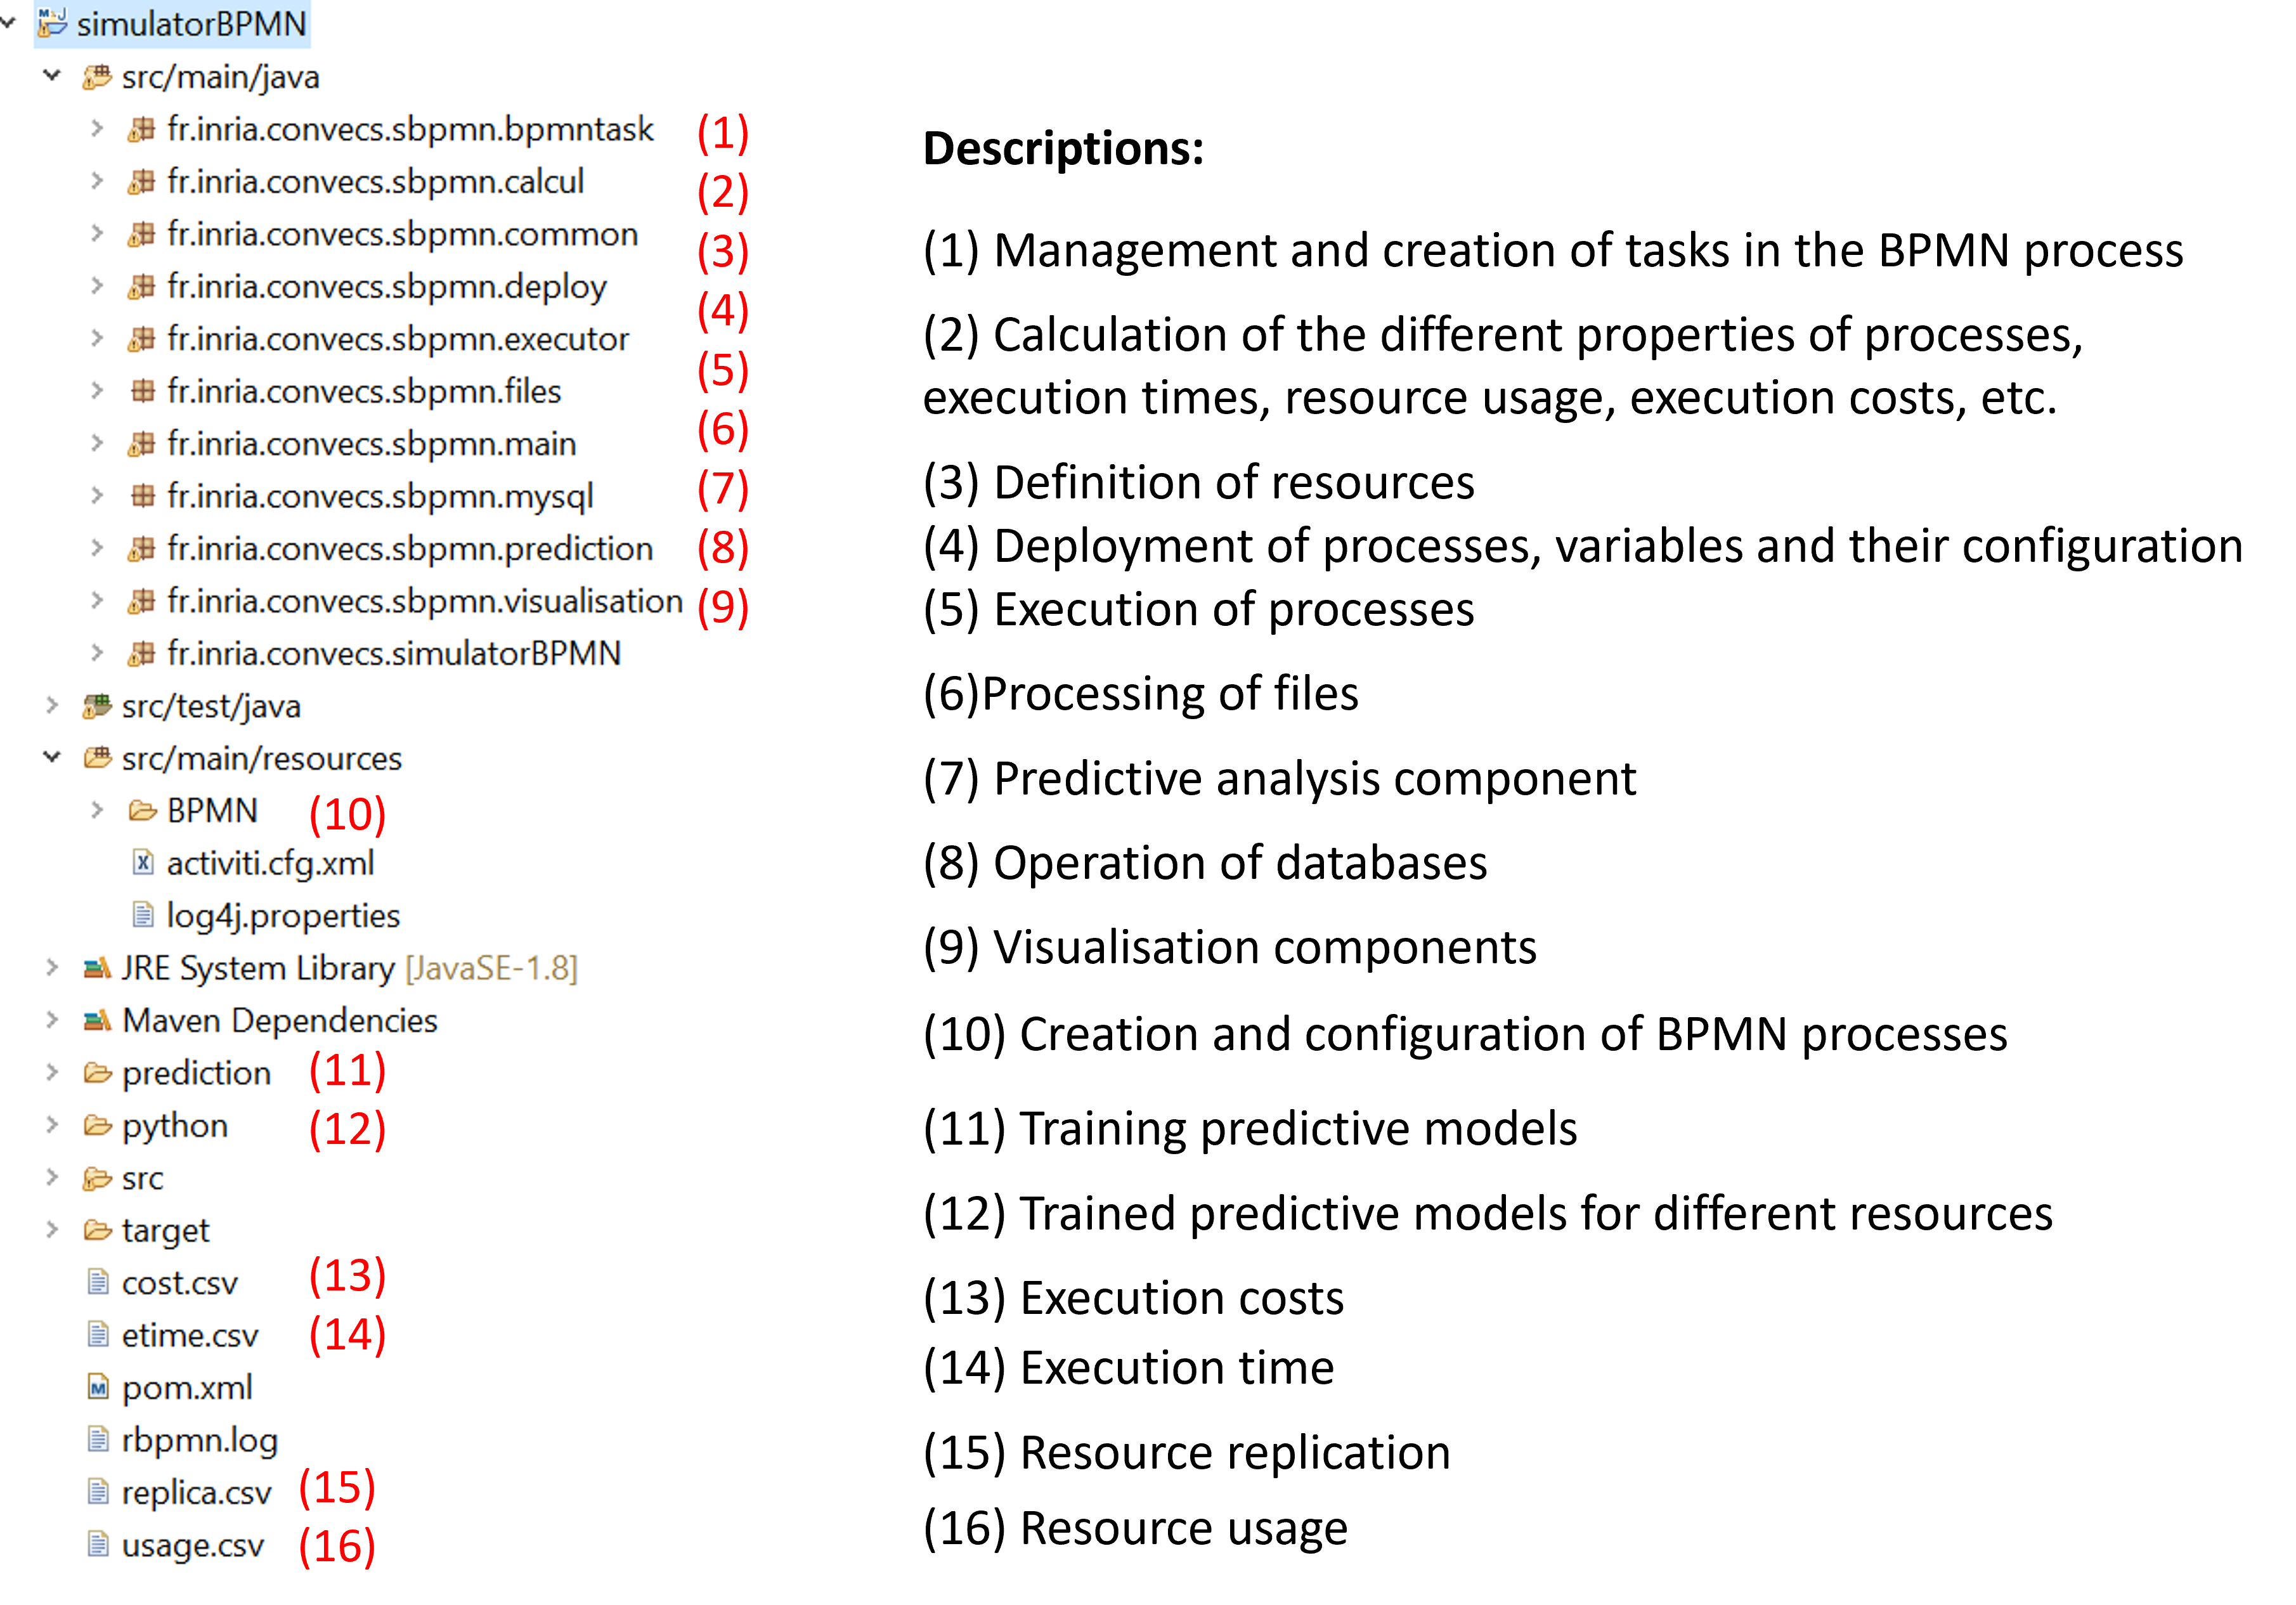 simulatorBPMN
src/main/java
fr.inria.convecs.sbpmn.bpmntask (1)
fr.inria.convecs.sbpmn.calcul (2)
fr.inria.convecs.sbpmn.common (3)
fr.inria.convecs.sbpmn.deploy (4)
fr.inria.convecs.sbpmn.executor (5)
fr.inria.convecs.sbpmn.files (6)
fr.inria.convecs.sbpmn.main
fr.inria.convecs.sbpmn.mysql (7)
fr.inria.convecs.sbpmn.prediction (8)
fr.inria.convecs.sbpmn.visualisation (9)
fr.inria.convecs.simulatorBPMN
src/test/java
src/main/resources
BPMN (10)
activiti.cfg.xml
log4j.properties
JRE System Library [JavaSE-1.8]
Maven Dependencies
prediction (11)
python (12)
src
target
cost.csv (13)
etime.csv (14)
pom.xml
rbpmn.log
replica.csv (15)
usage.csv (16)
Descriptions:
(1) Management and creation of tasks in the BPMN process
(2) Calculation of the different properties of processes,
execution times, resource usage, execution costs, etc.
(3) Definition of resources
(4) Deployment of processes, variables and their configuration
(5) Execution of processes
(6)Processing of files
(7) Predictive analysis component
(8) Operation of databases
(9) Visualisation components
(10) Creation and configuration of BPMN processes
(11) Training predictive models
(12) Trained predictive models for different resources
(13) Execution costs
(14) Execution time
(15) Resource replication
(16) Resource usage